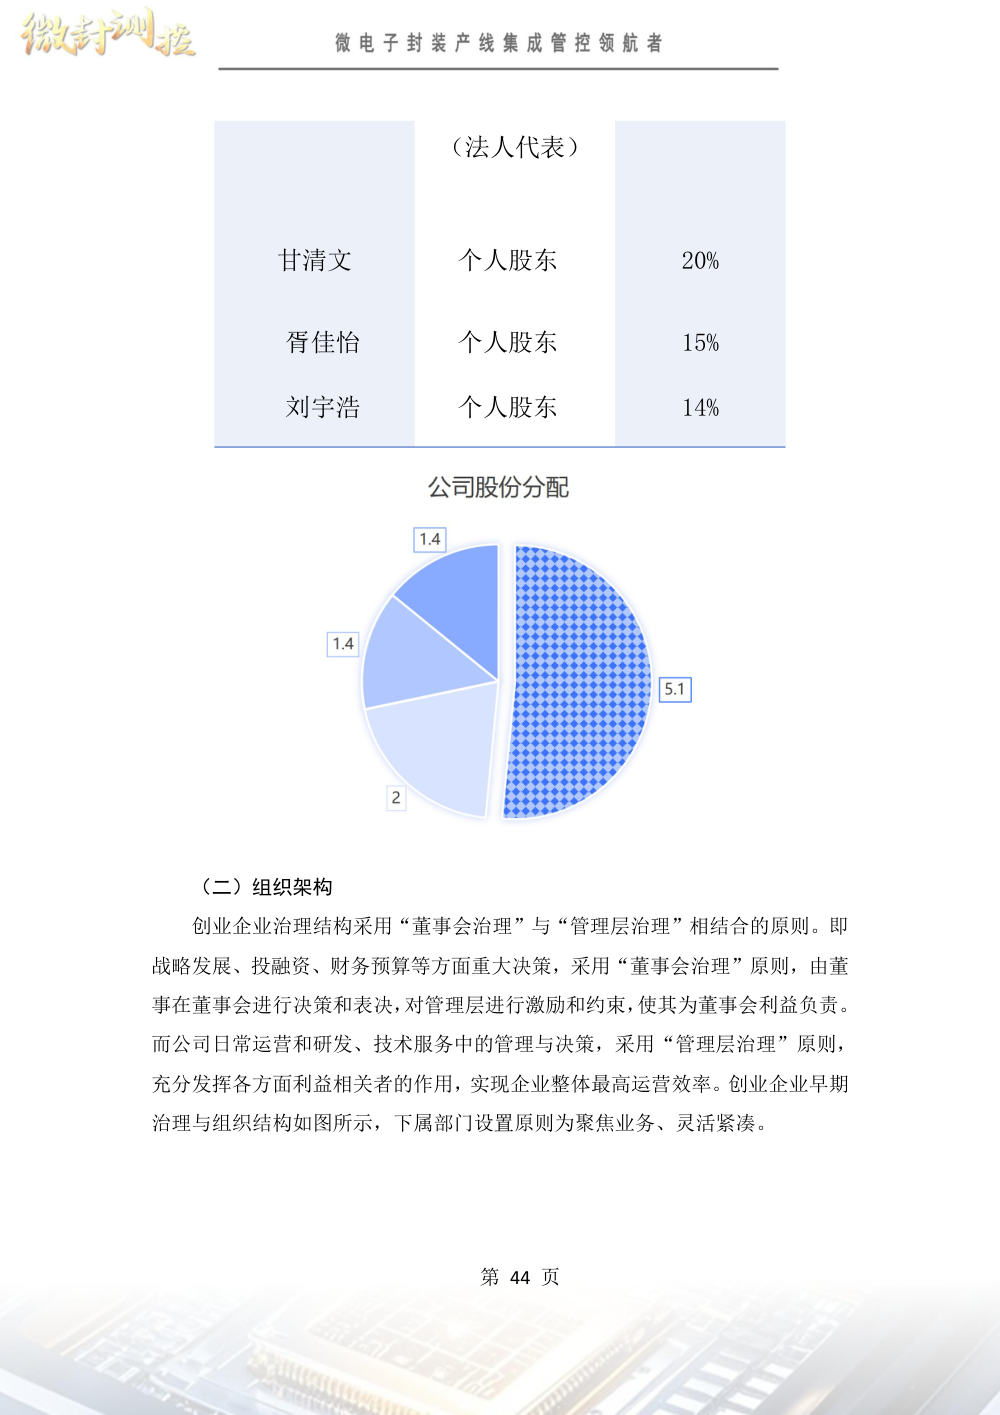 微封测控
微电子封装产线集成管控领航者
（法人代表）
甘清文 个人股东 20%
胥佳怡 个人股东 15%
刘宇浩 个人股东 14%
公司股份分配
1.4
1.4
5.1
2
（二）组织架构
创业企业治理结构采用“董事会治理”与“管理层治理”相结合的原则。即
战略发展、投融资、财务预算等方面重大决策，采用“董事会治理”原则，由董
事在董事会进行决策和表决，对管理层进行激励和约束，使其为董事会利益负责。
而公司日常运营和研发、技术服务中的管理与决策，采用“管理层治理”原则，
充分发挥各方面利益相关者的作用，实现企业整体最高运营效率。创业企业早期
治理与组织结构如图所示，下属部门设置原则为聚焦业务、灵活紧凑。
第 44 页